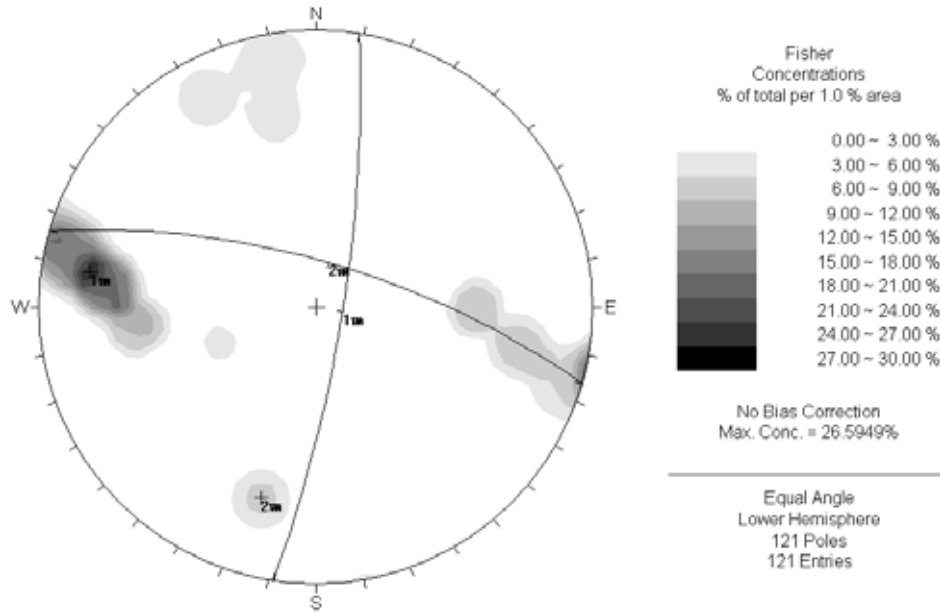 N
W
E
S
1m
2m
1m
2m
Fisher
Concentrations
% of total per 1.0 % area
0.00 ~ 3.00 %
3.00 ~ 6.00 %
6.00 ~ 9.00 %
9.00 ~ 12.00 %
12.00 ~ 15.00 %
15.00 ~ 18.00 %
18.00 ~ 21.00 %
21.00 ~ 24.00 %
24.00 ~ 27.00 %
27.00 ~ 30.00 %
No Bias Correction
Max. Conc. = 26.5949%
Equal Angle
Lower Hemisphere
121 Poles
121 Entries